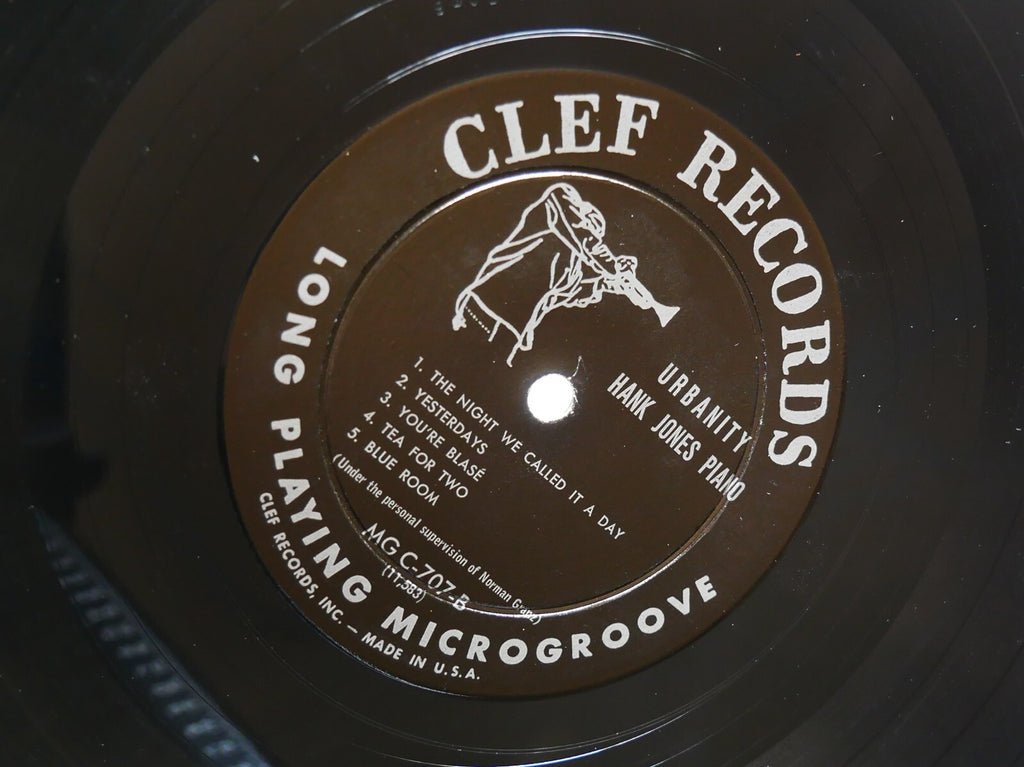 CLEF RECORDS
URBANITY
HANK JONES PIANO
1. THE NIGHT WE CALLED IT A DAY
2. YESTERDAYS
3. YOU'RE BLASÉ
4. TEA FOR TWO
5. BLUE ROOM
(Under the personal supervision of Norman Granz)
MG C-707-B
(11-583)
LONG PLAYING MICROGROOVE
CLEF RECORDS, INC. — MADE IN U.S.A.